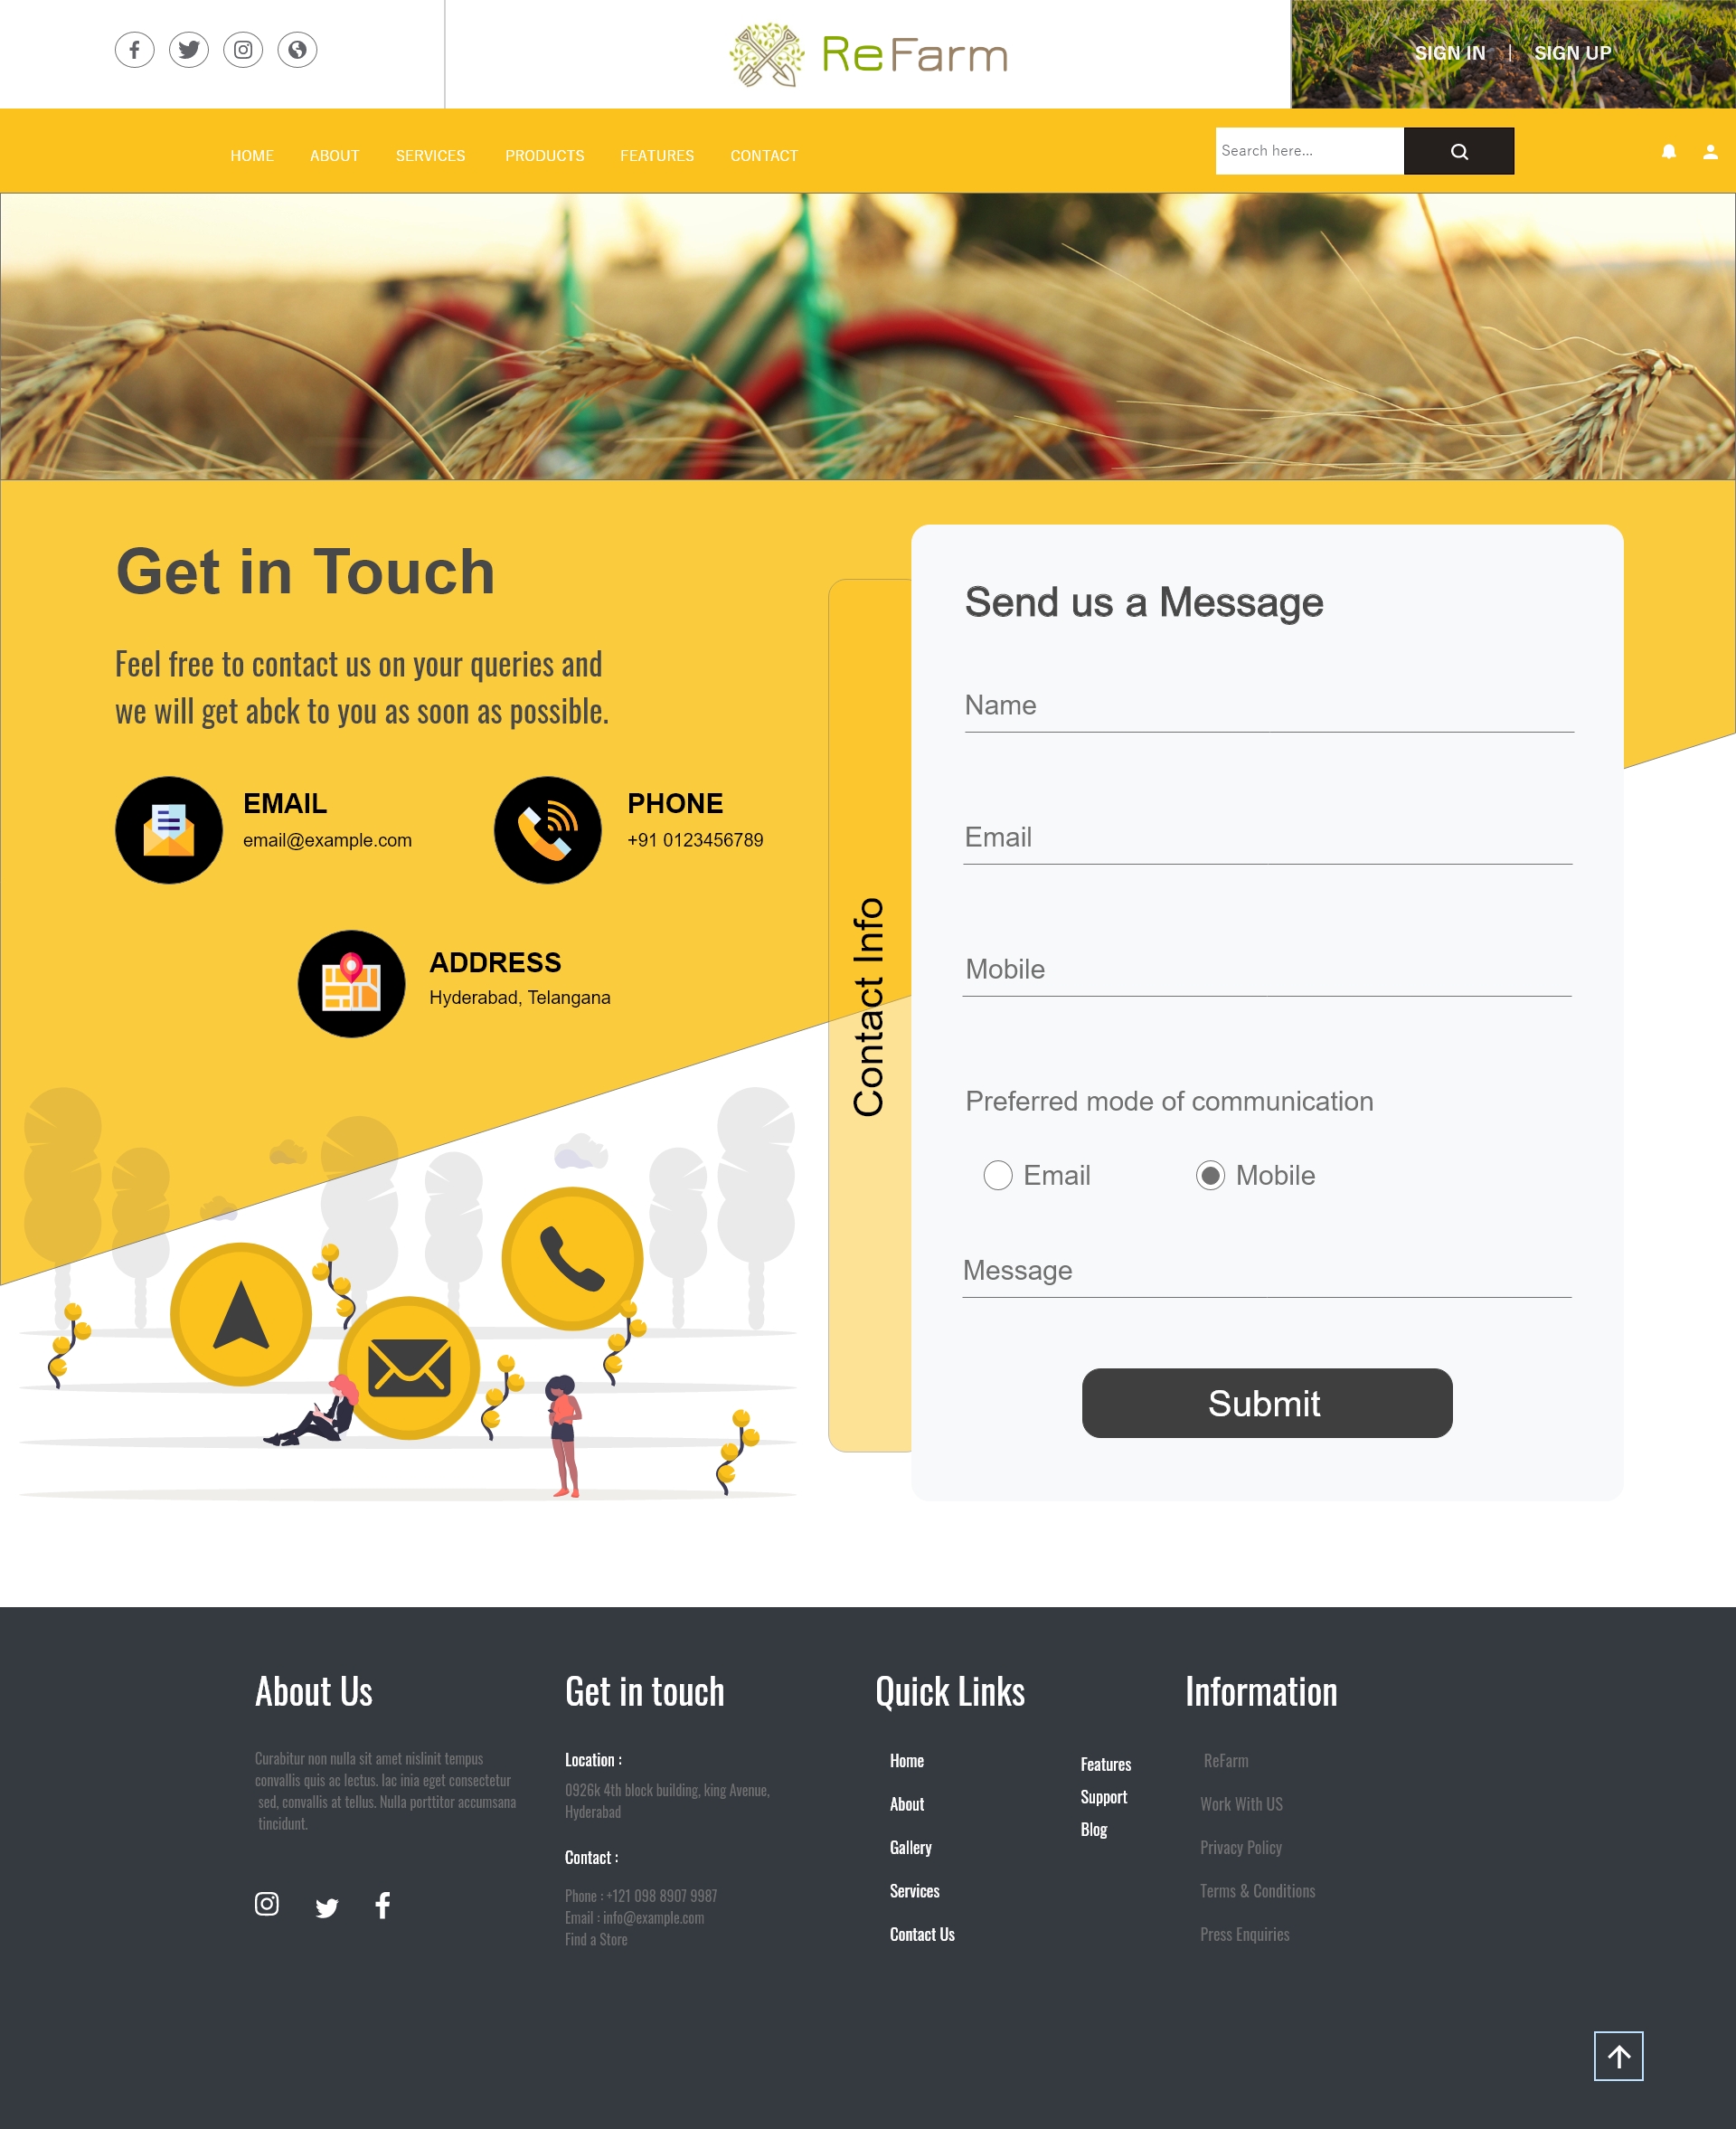 ReFarm
SIGN IN | SIGN UP
HOME ABOUT SERVICES PRODUCTS FEATURES CONTACT
Search here...
Get in Touch
Feel free to contact us on your queries and
we will get abck to you as soon as possible.
EMAIL
email@example.com
PHONE
+91 0123456789
ADDRESS
Hyderabad, Telangana
Contact Info
Send us a Message
Name
Email
Mobile
Preferred mode of communication
Email Mobile
Message
Submit
About Us
Curabitur non nulla sit amet nislinit tempus
convallis quis ac lectus. lac inia eget consectetur
sed, convallis at tellus. Nulla porttitor accumsana
tincidunt.
Get in touch
Location :
0926k 4th block building, king Avenue,
Hyderabad
Contact :
Phone : +121 098 8907 9987
Email : info@example.com
Find a Store
Quick Links
Home
About
Gallery
Services
Contact Us
Features
Support
Blog
Information
ReFarm
Work With US
Privacy Policy
Terms & Conditions
Press Enquiries